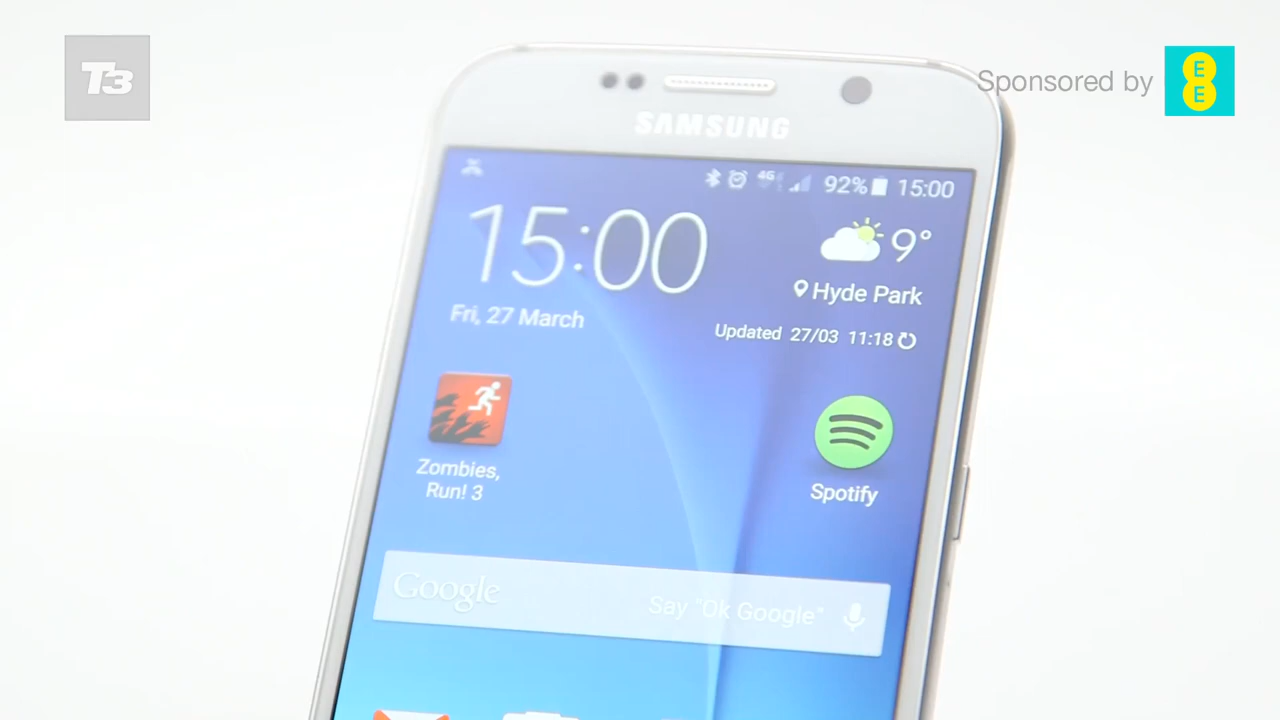 T3
Sponsored by
EE
SAMSUNG
4G 92% 15:00
15:00
9°
Hyde Park
Fri, 27 March
Updated 27/03 11:18
Zombies,
Run! 3
Spotify
Google
Say "Ok Google"